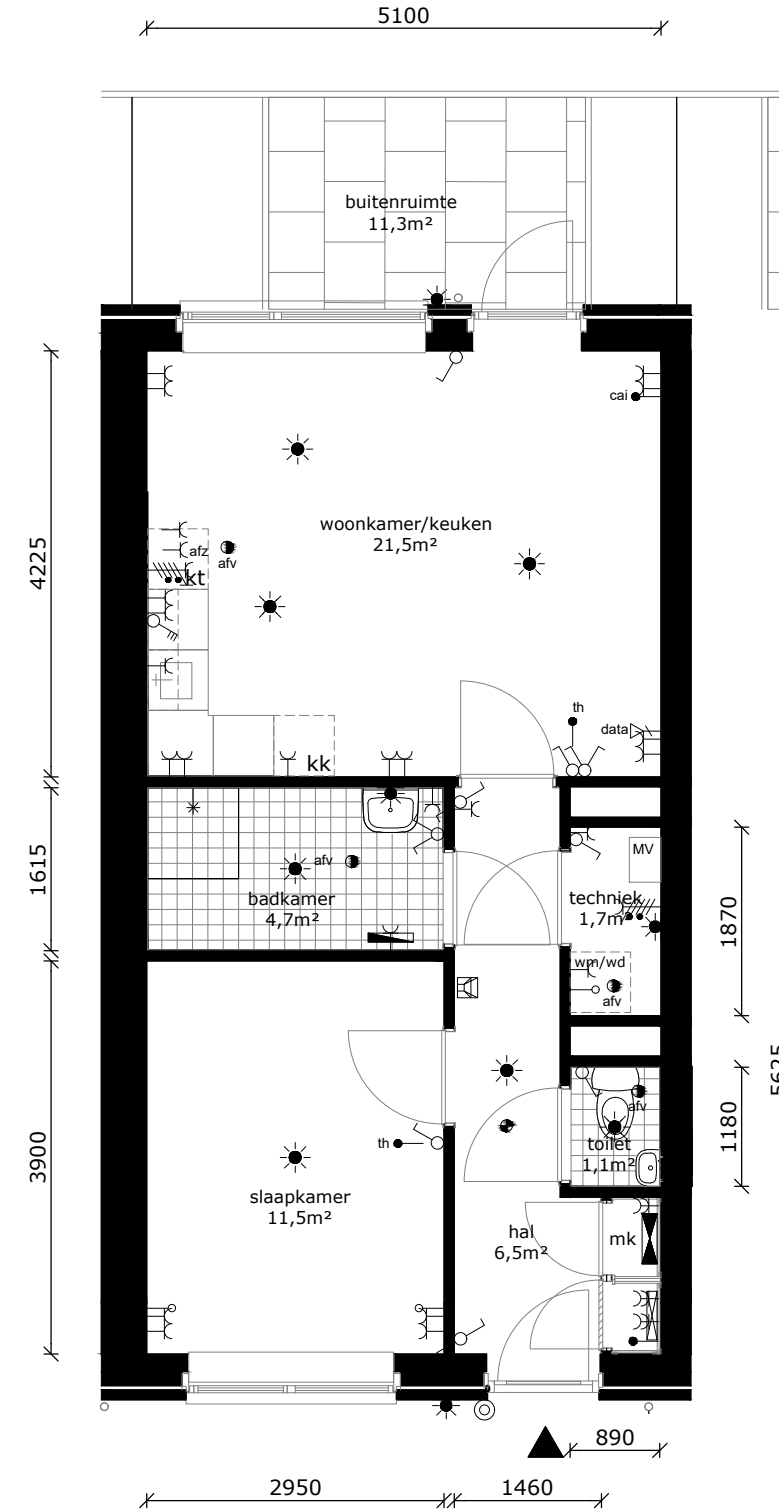 5100
buitenruimte
11,3m²
cai
woonkamer/keuken
21,5m²
4225
afz
afv
kt
th
data
kk
MV
1615
afv
badkamer
4,7m²
techniek
1,7m
1870
wm/wd
afv
5625
3900
th
slaapkamer
11,5m²
afv
toilet
1,1m²
1180
hal
6,5m²
mk
890
2950
1460